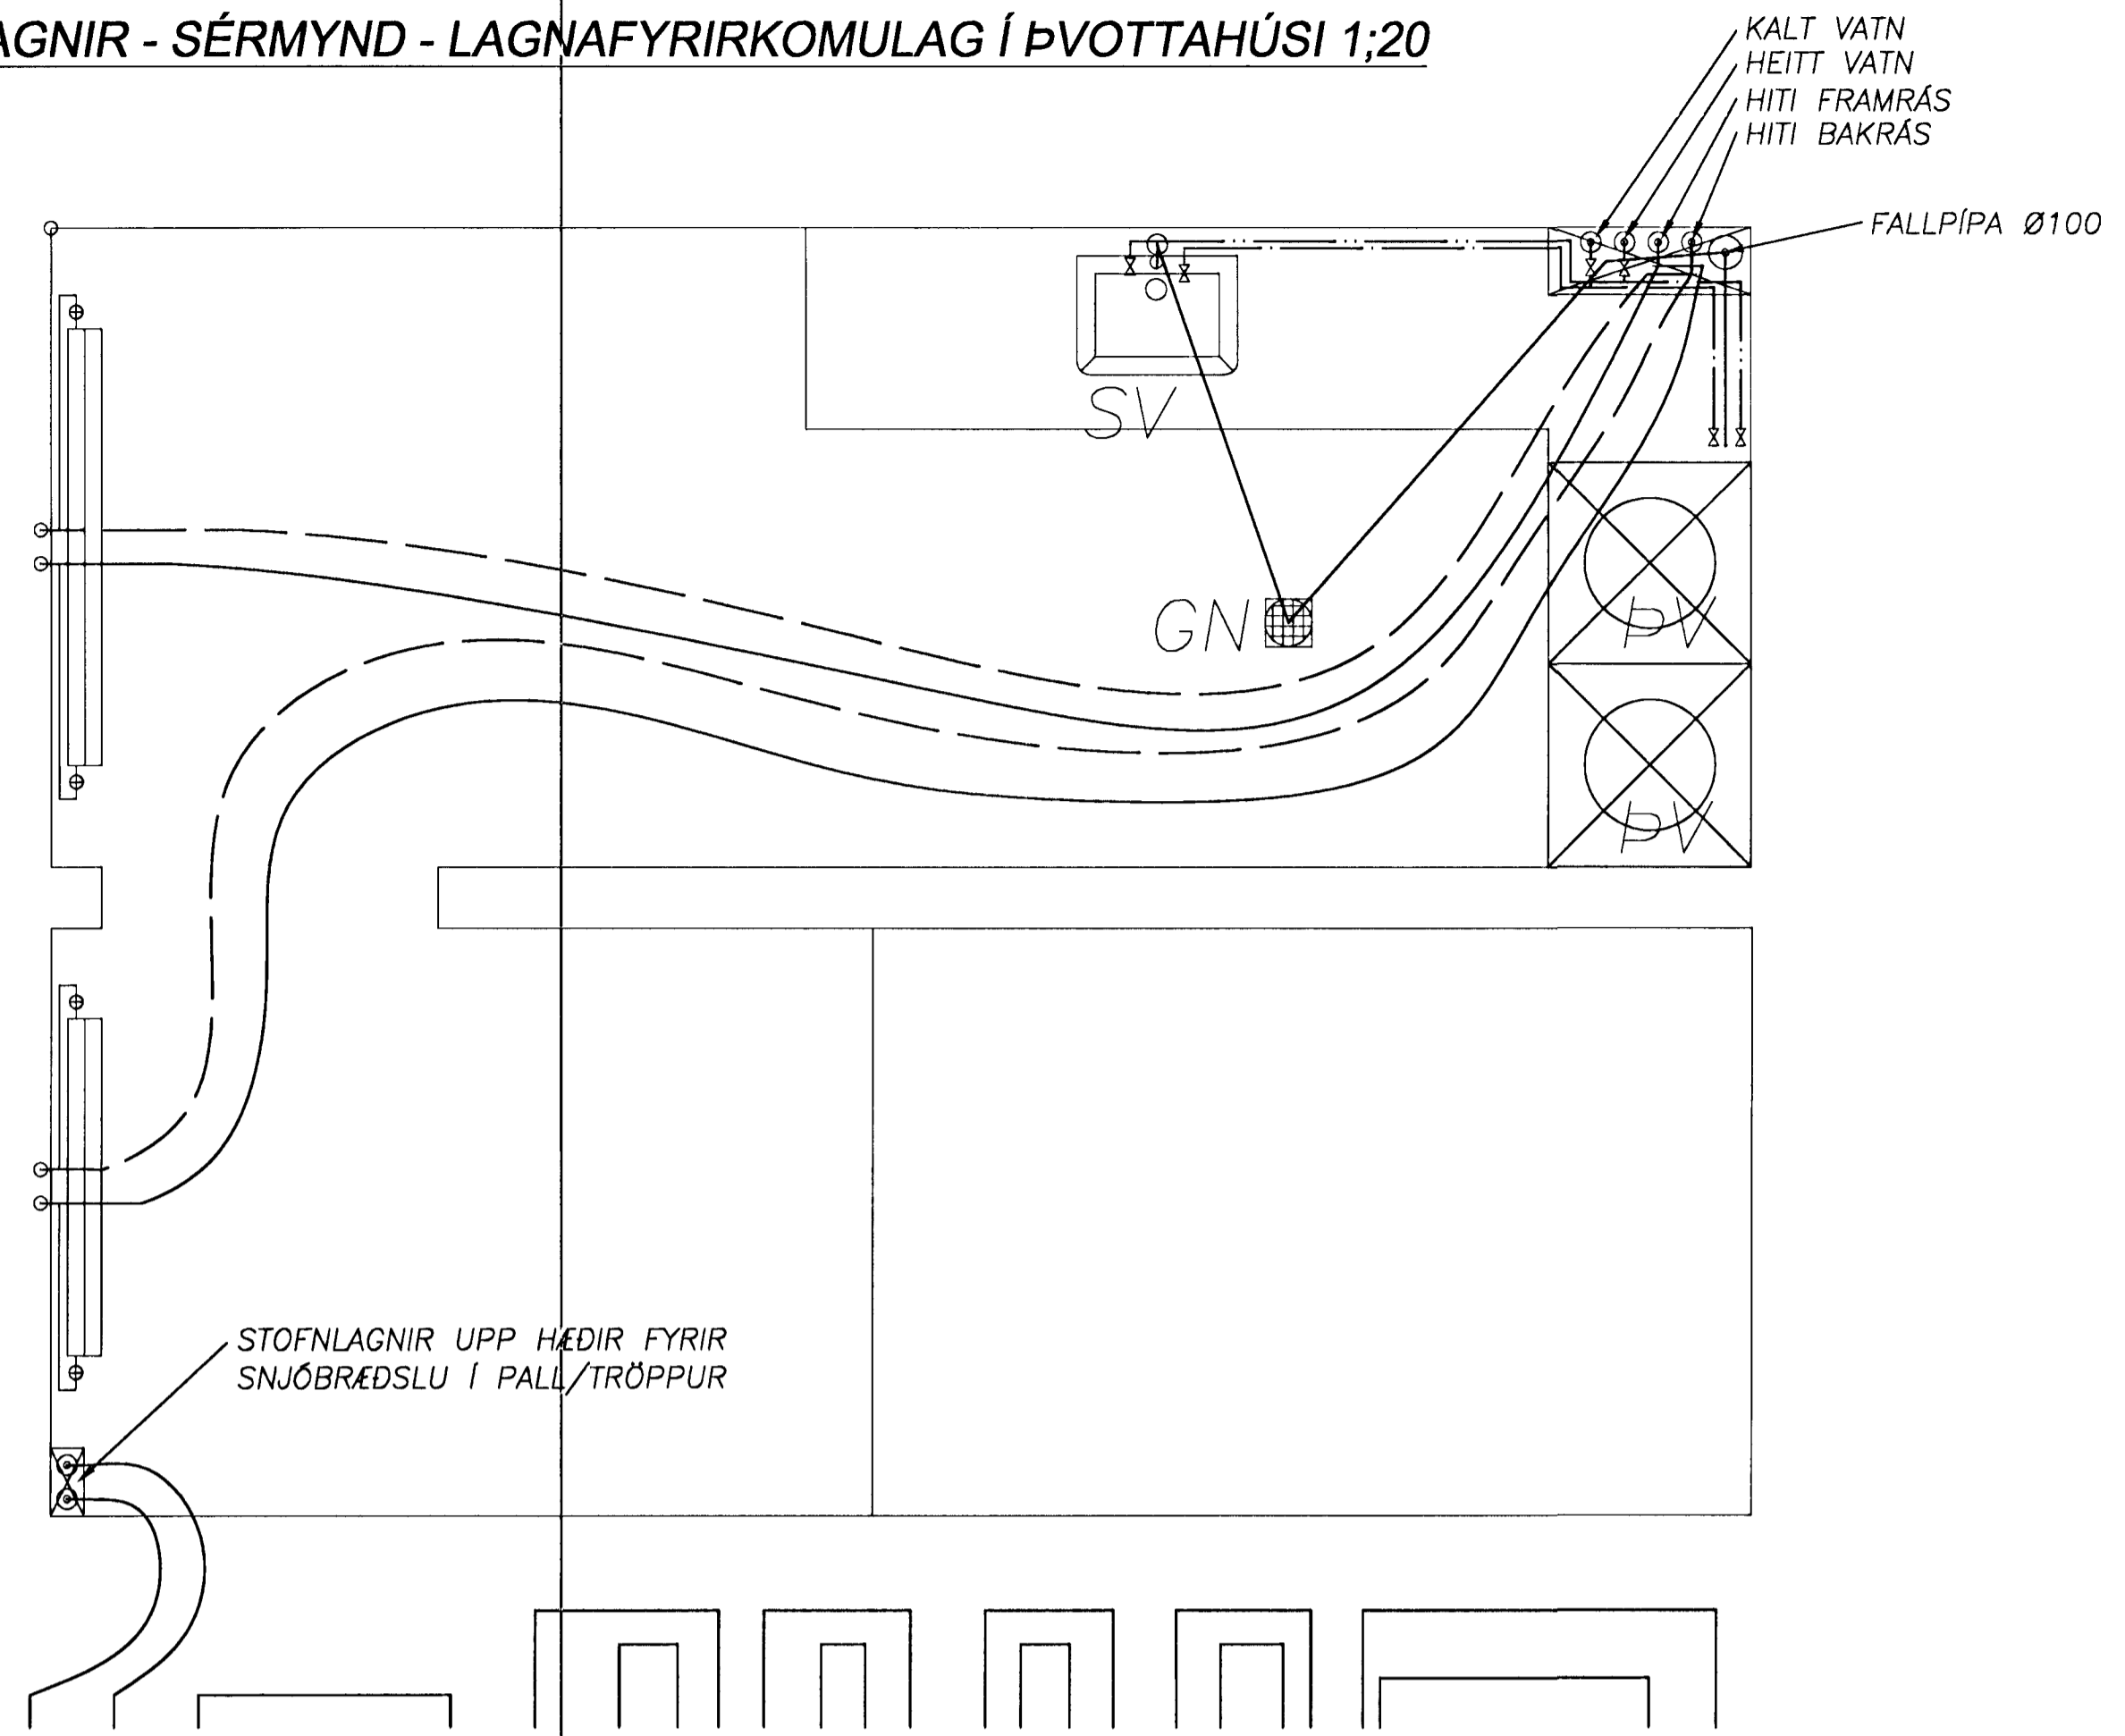 AGNIR - SÉRMYND - LAGNAFYRIRKOMULAG Í ÞVOTTAHÚSI 1;20
KALT VATN
HEITT VATN
HITI FRAMRÁS
HITI BAKRÁS
FALLPÍPA Ø100
SV
GN
ÞV
ÞV
STOFNLAGNIR UPP HÆÐIR FYRIR
SNJÓBRÆÐSLU Í PALL/TRÖPPUR